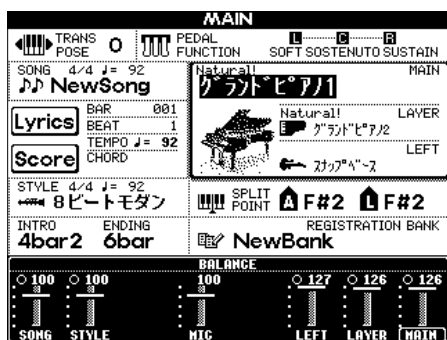 MAIN
TRANS
POSE 0
PEDAL
FUNCTION
L C R
SOFT SOSTENUTO SUSTAIN
SONG 4/4 ♩= 92
NewSong
Natural! MAIN
グランドピアノ1
Lyrics
BAR 001
BEAT 1
TEMPO ♩= 92
CHORD
Score
Natural! LAYER
グランドピアノ2
LEFT
スナップベース
STYLE 4/4 ♩= 92
8ビートモダン
SPLIT
POINT A F#2 L F#2
INTRO ENDING
4bar2 6bar
REGISTRATION BANK
NewBank
BALANCE
100 100 100 127 126 126
SONG STYLE MIC LEFT LAYER MAIN